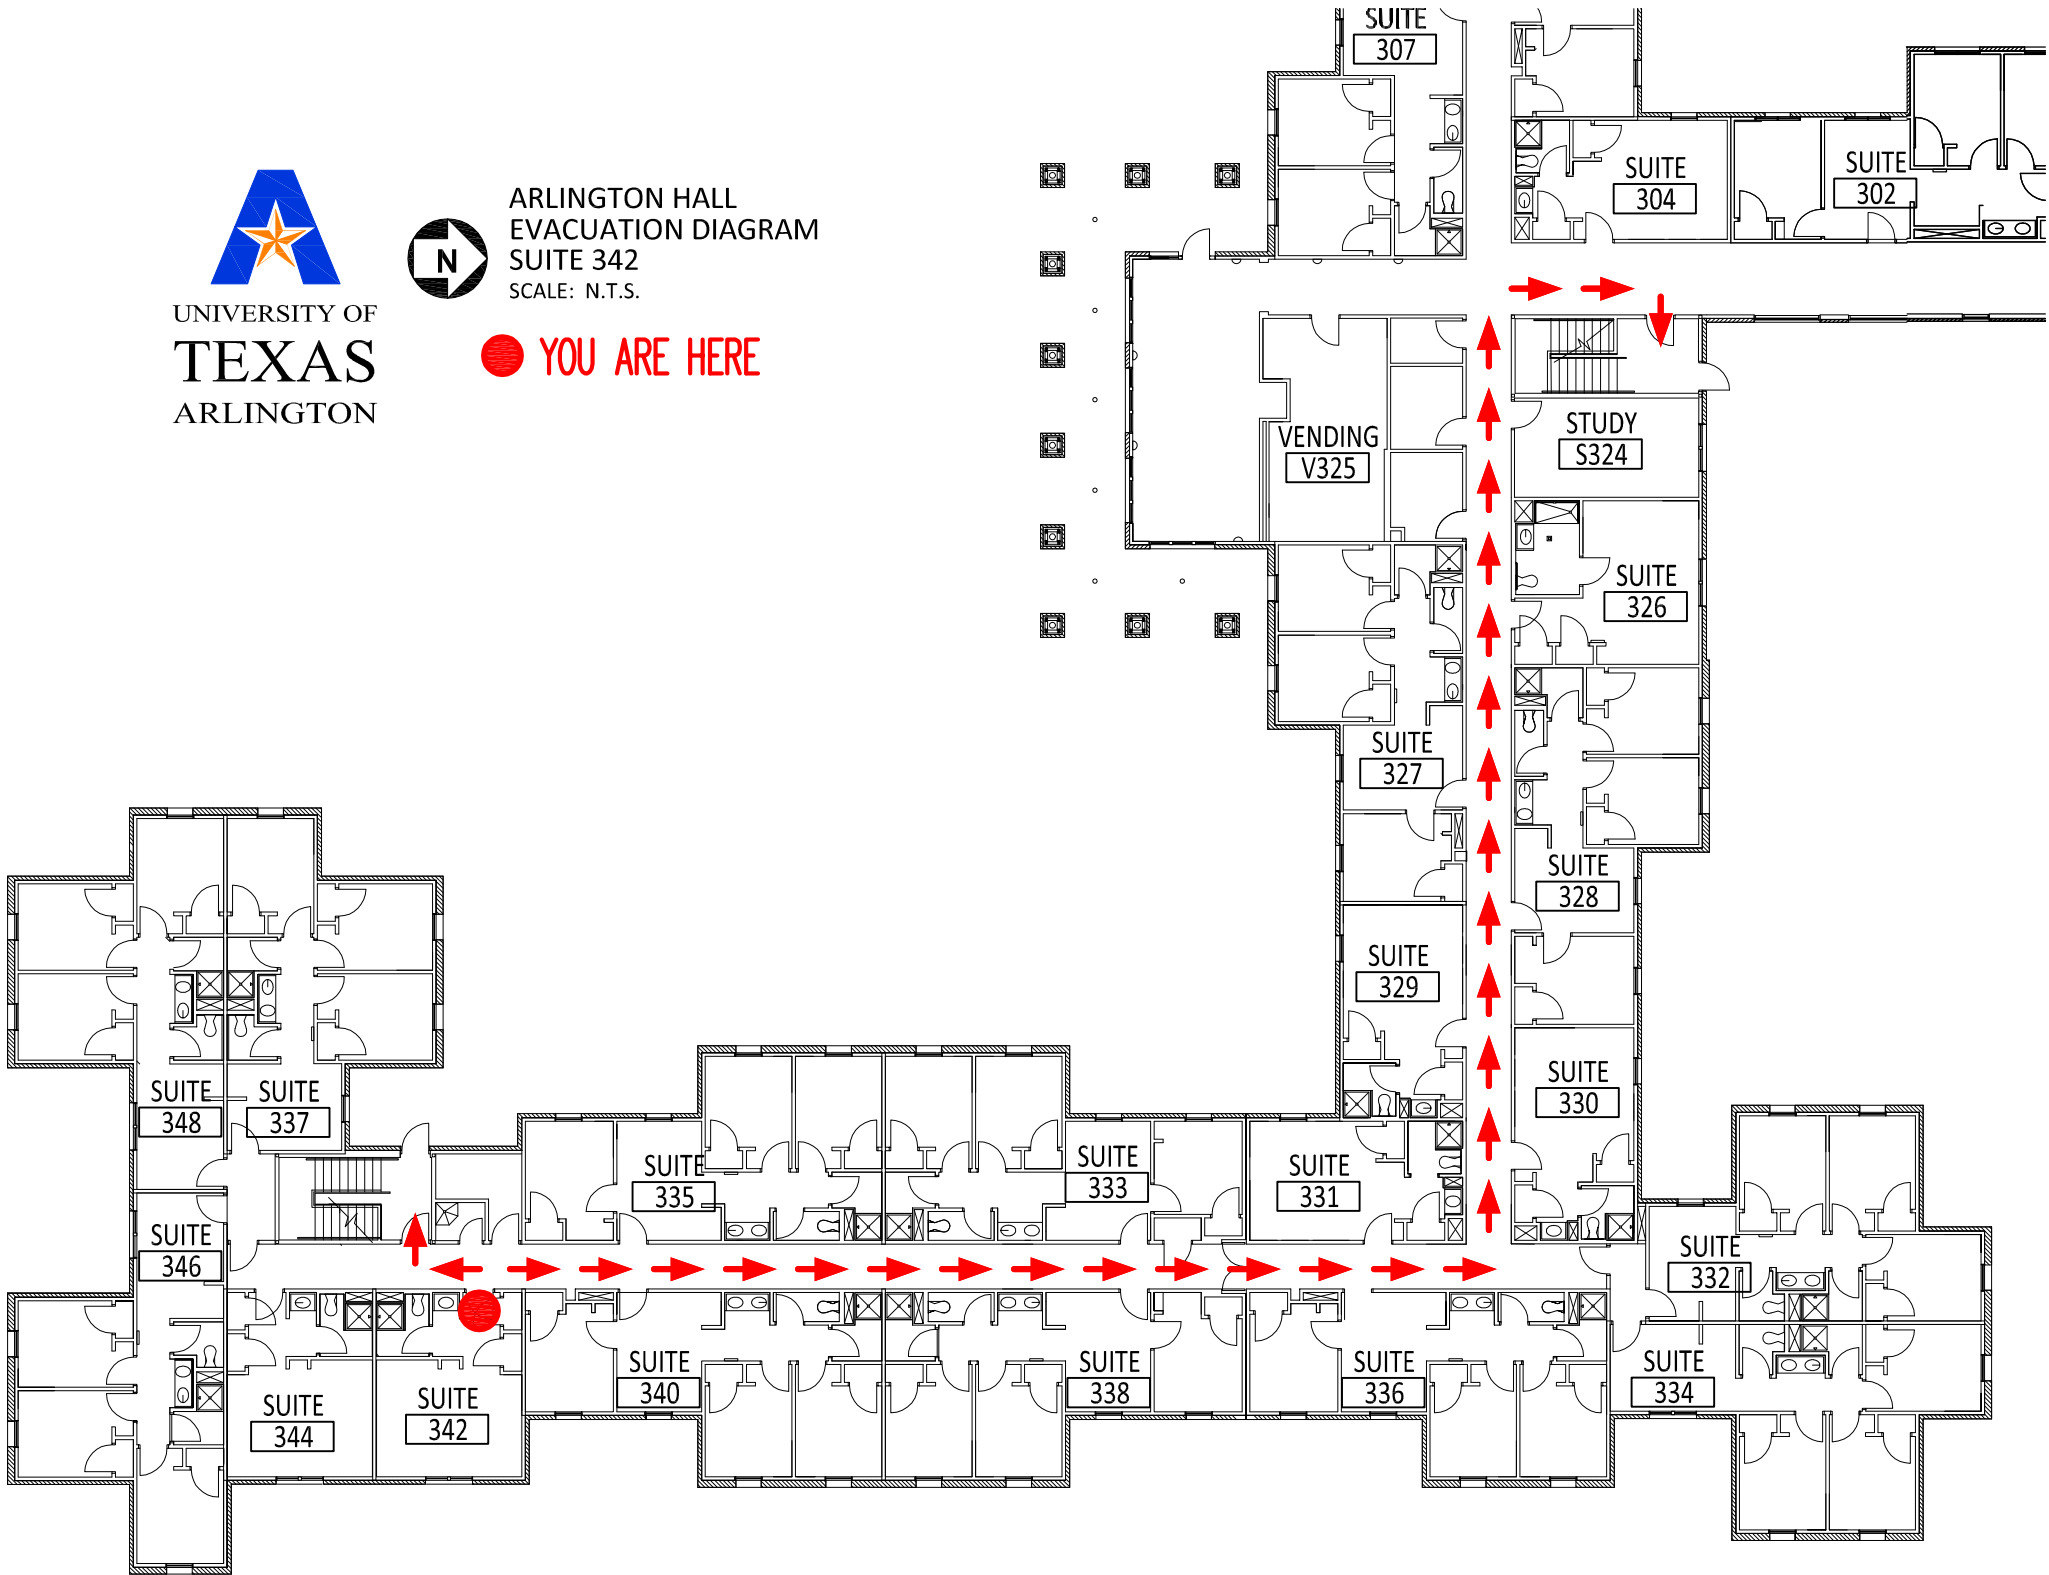 SUITE
307
SUITE
304
SUITE
302
UNIVERSITY OF
TEXAS
ARLINGTON
N
ARLINGTON HALL
EVACUATION DIAGRAM
SUITE 342
SCALE: N.T.S.
YOU ARE HERE
VENDING
V325
STUDY
S324
SUITE
326
SUITE
327
SUITE
328
SUITE
329
SUITE
330
SUITE
348
SUITE
337
SUITE
335
SUITE
333
SUITE
331
SUITE
346
SUITE
332
SUITE
344
SUITE
342
SUITE
340
SUITE
338
SUITE
336
SUITE
334